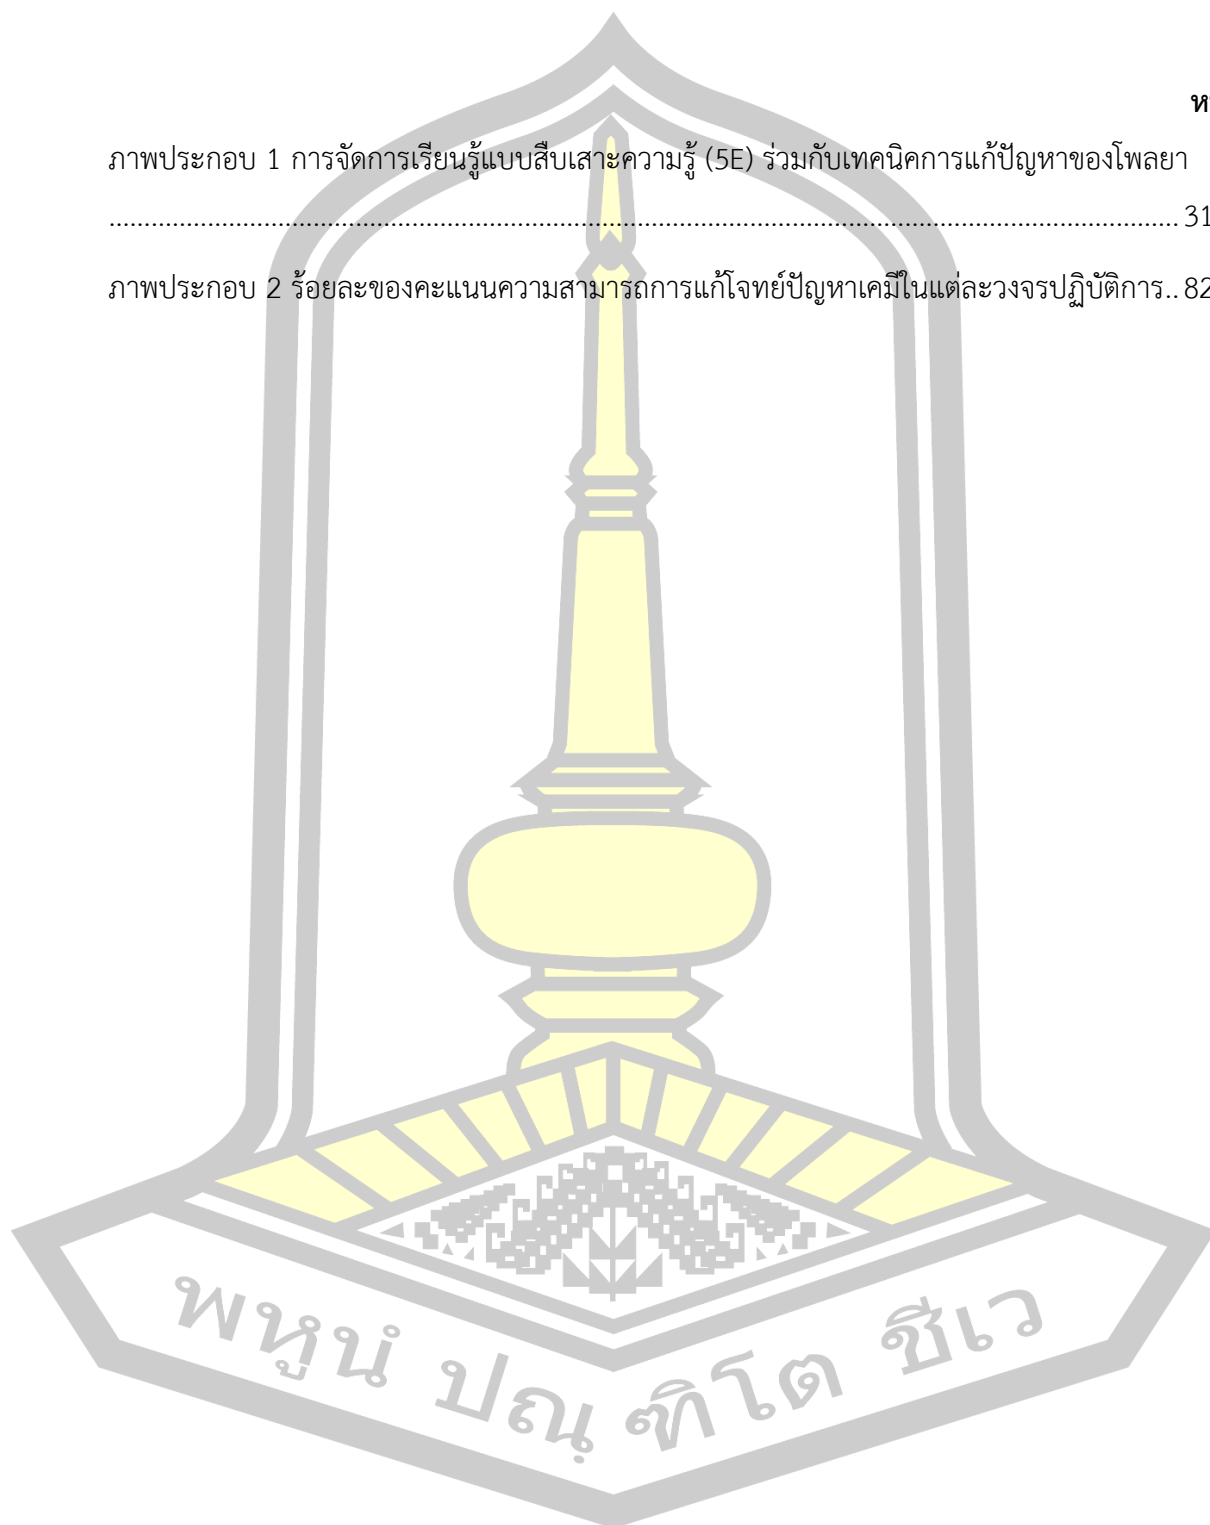 ภาพประกอบ 1 การจัดการเรียนรู้แบบสืบเสาะความรู้ (5E) ร่วมกับเทคนิคการแก้ปัญหาของโพลยา
........................................................................................................................................................ 31
ภาพประกอบ 2 ร้อยละของคะแนนความสามารถการแก้โจทย์ปัญหาเคมีในแต่ละวงจรปฏิบัติการ.. 82
พหูนํ ปณฺฑิโต ชีเว